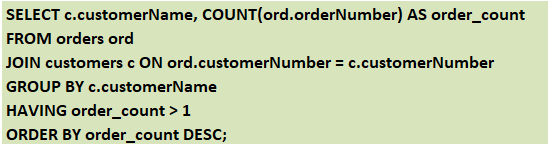 SELECT c.customerName, COUNT(ord.orderNumber) AS order_count
FROM orders ord
JOIN customers c ON ord.customerNumber = c.customerNumber
GROUP BY c.customerName
HAVING order_count > 1
ORDER BY order_count DESC;